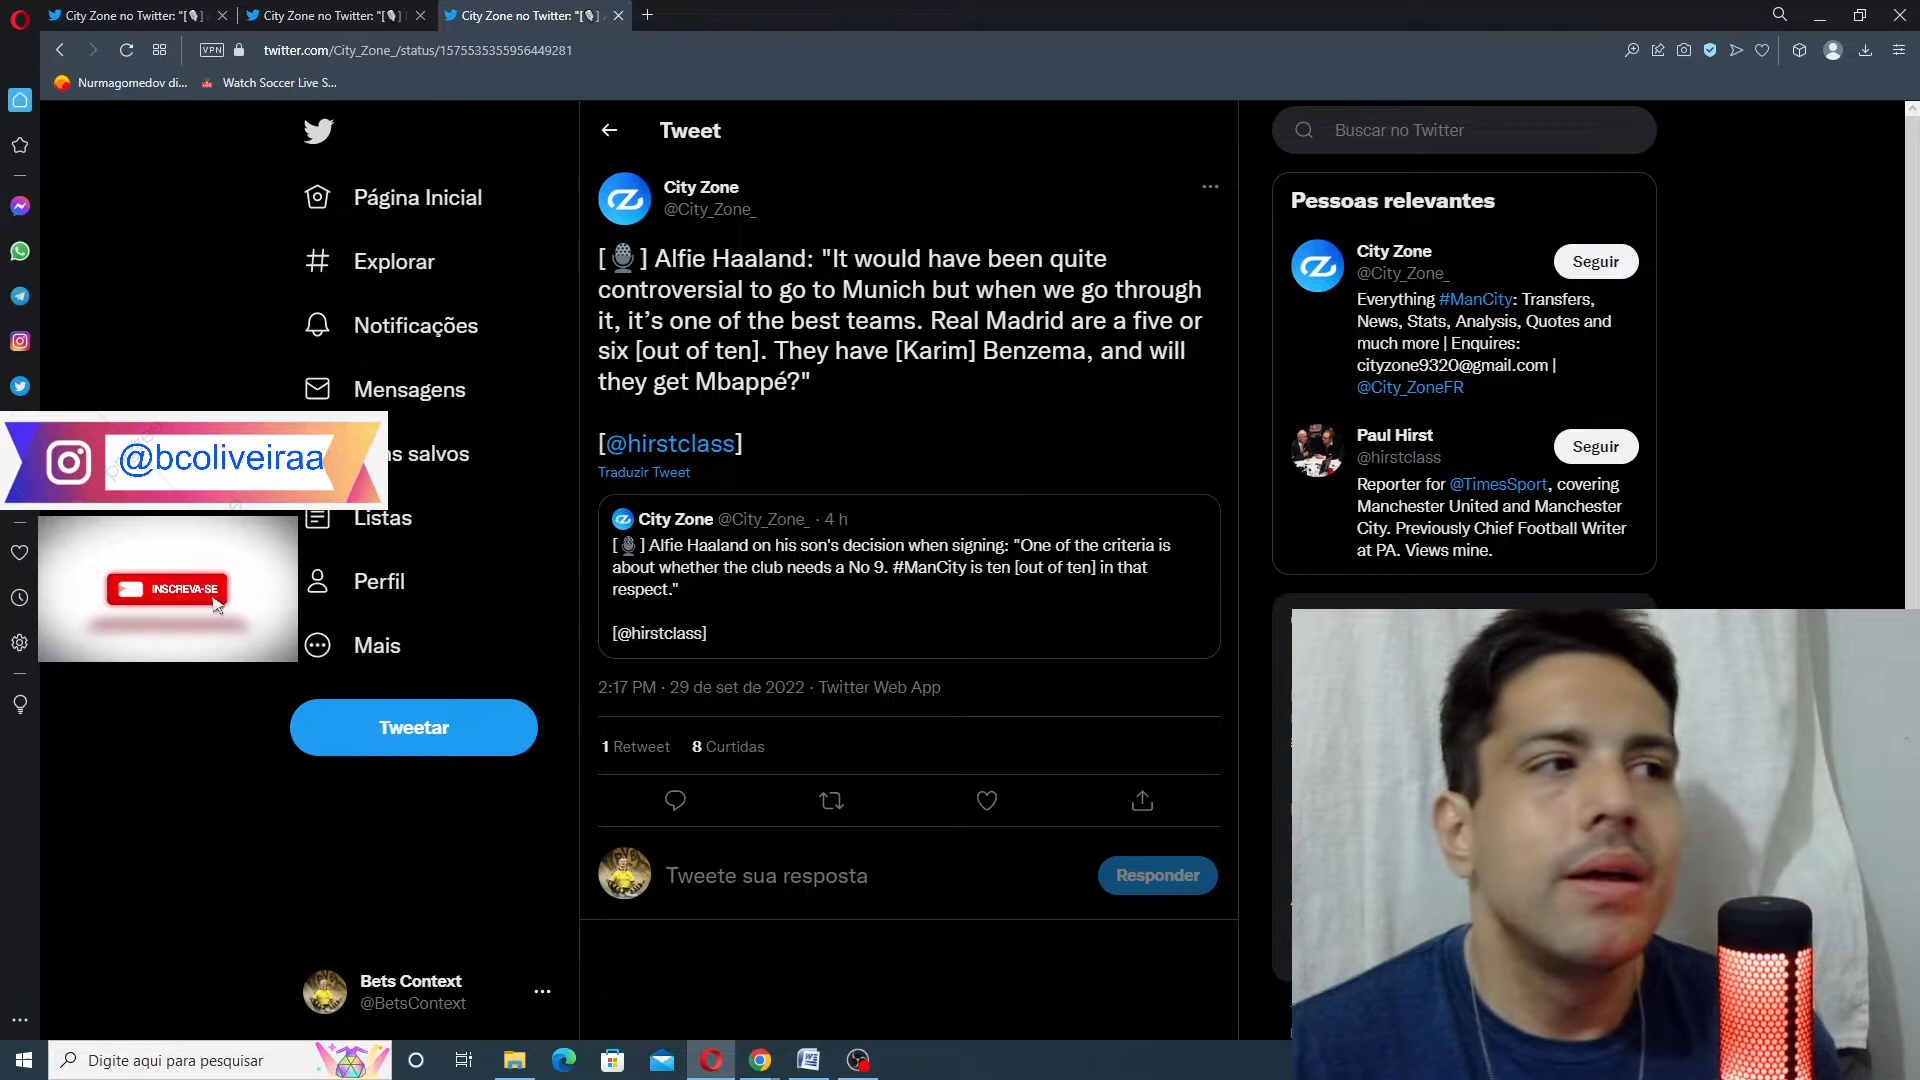 City Zone no Twitter: "[🎙]
City Zone no Twitter: "[🎙]
City Zone no Twitter: "[🎙]
VPN
twitter.com/City_Zone_/status/1575535355956449281
Nurmagomedov di...
Watch Soccer Live S...
Página Inicial
Explorar
Notificações
Mensagens
ns salvos
Listas
Perfil
Mais
Tweetar
@bcoliveiraa
INSCREVA-SE
Bets Context
@BetsContext
Tweet
City Zone
@City_Zone_
[🎙] Alfie Haaland: "It would have been quite
controversial to go to Munich but when we go through
it, it’s one of the best teams. Real Madrid are a five or
six [out of ten]. They have [Karim] Benzema, and will
they get Mbappé?"
[@hirstclass]
Traduzir Tweet
City Zone @City_Zone_ · 4 h
[🎙] Alfie Haaland on his son's decision when signing: "One of the criteria is
about whether the club needs a No 9. #ManCity is ten [out of ten] in that
respect."
[@hirstclass]
2:17 PM · 29 de set de 2022 · Twitter Web App
1 Retweet 8 Curtidas
Tweete sua resposta
Responder
Buscar no Twitter
Pessoas relevantes
City Zone
@City_Zone_
Seguir
Everything #ManCity: Transfers,
News, Stats, Analysis, Quotes and
much more | Enquires:
cityzone9320@gmail.com |
@City_ZoneFR
Paul Hirst
@hirstclass
Seguir
Reporter for @TimesSport, covering
Manchester United and Manchester
City. Previously Chief Football Writer
at PA. Views mine.
Digite aqui para pesquisar